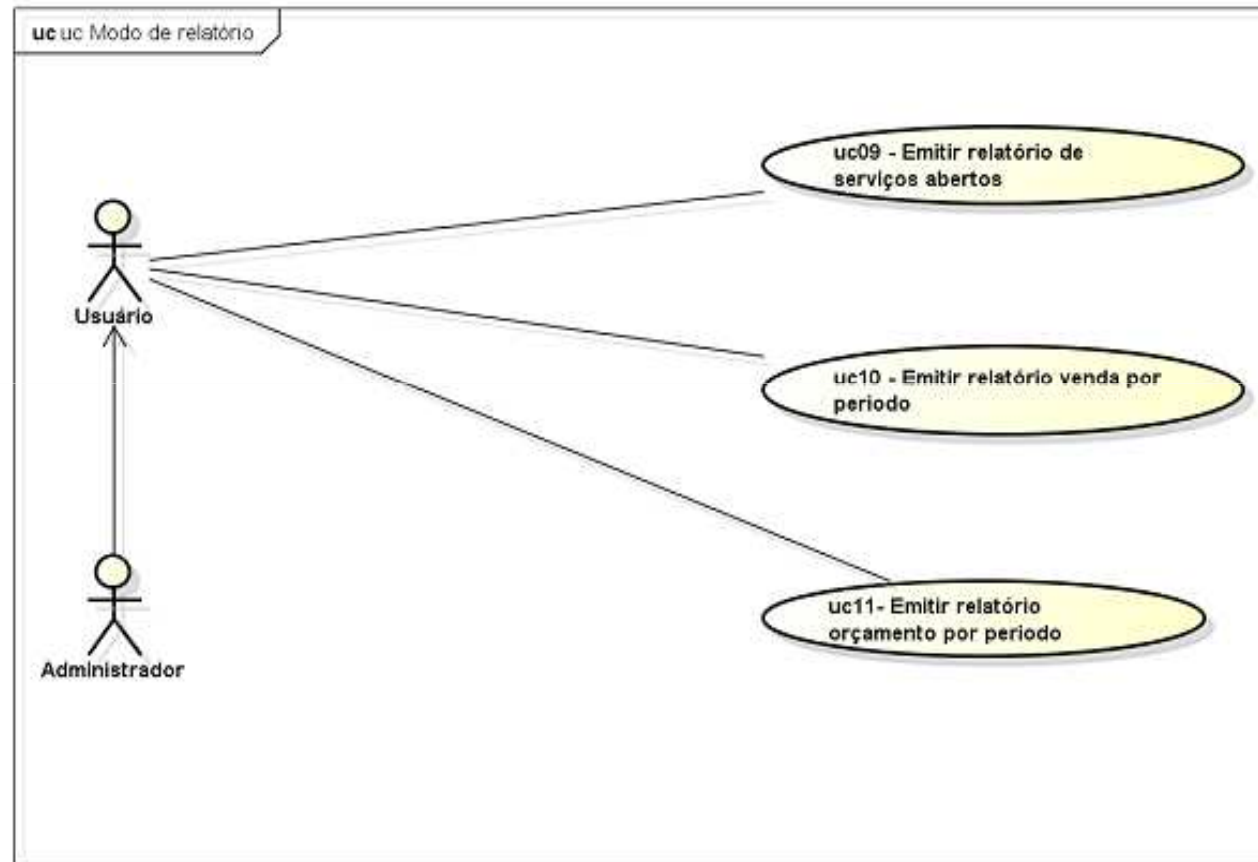 uc uc Modo de relatório
uc09 - Emitir relatório de
serviços abertos
Usuário
uc10 - Emitir relatório venda por
periodo
uc11- Emitir relatório
orçamento por periodo
Administrador